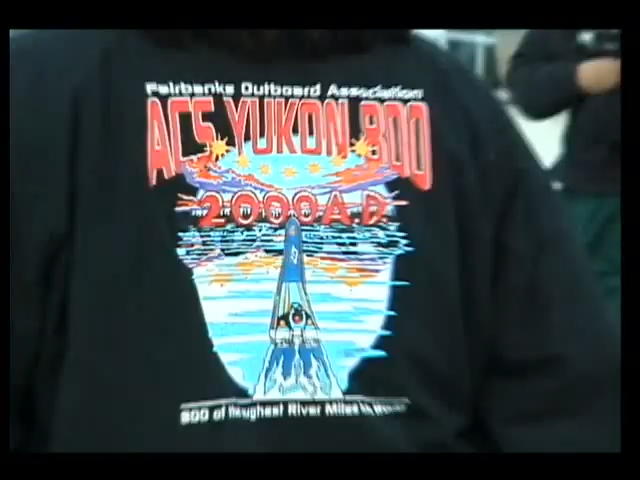 Fairbanks Outboard Association
ACS YUKON 800
2000 A.D.
800 of Roughest River Miles in